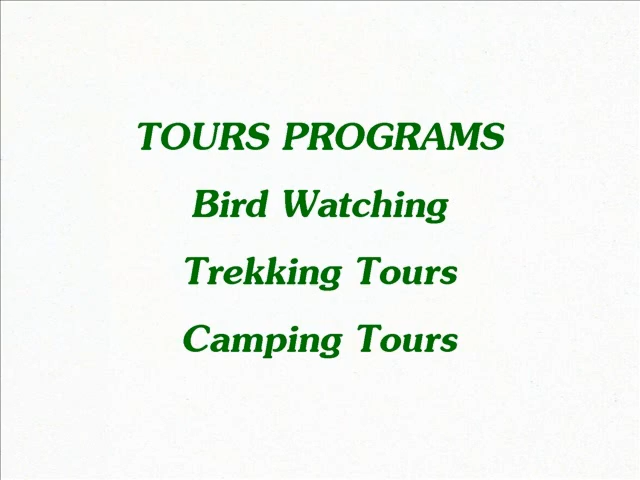 TOURS PROGRAMS
Bird Watching
Trekking Tours
Camping Tours